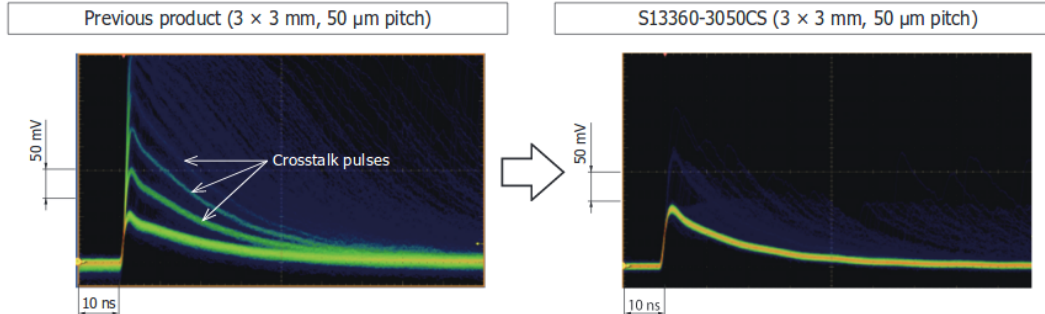 Previous product (3 × 3 mm, 50 µm pitch)
S13360-3050CS (3 × 3 mm, 50 µm pitch)
50 mV
Crosstalk pulses
50 mV
10 ns
10 ns